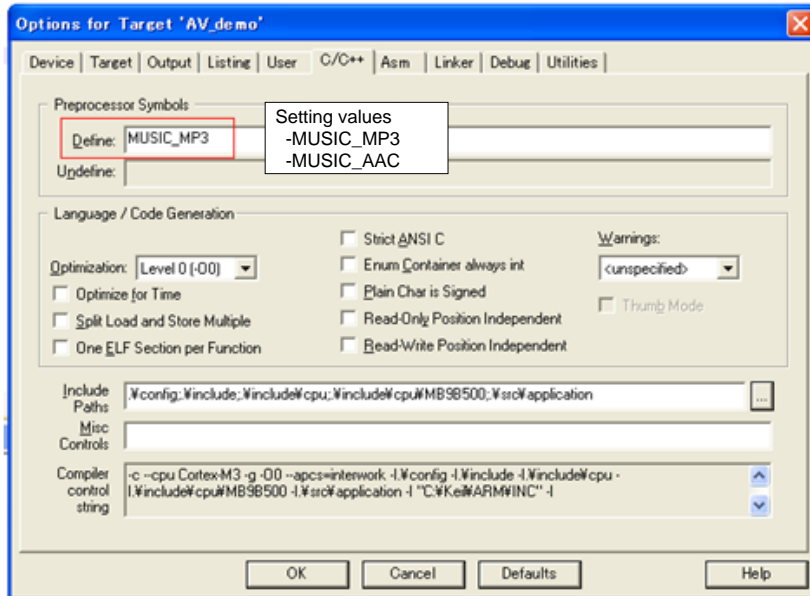 Options for Target 'AV_demo'
Device | Target | Output | Listing | User | C/C++ | Asm | Linker | Debug | Utilities |
Preprocessor Symbols
Define: MUSIC_MP3
Setting values
-MUSIC_MP3
-MUSIC_AAC
Undefine:
Language / Code Generation
Optimization: Level 0 (-O0)
Optimize for Time
Split Load and Store Multiple
One ELF Section per Function
Strict ANSI C
Enum Container always int
Plain Char is Signed
Read-Only Position Independent
Read-Write Position Independent
Warnings:
<unspecified>
Thumb Mode
Include Paths
.¥config;.¥include;.¥include¥cpu;.¥include¥cpu¥MB9B500;.¥src¥application
...
Misc Controls
Compiler control string
-c --cpu Cortex-M3 -g -O0 --apcs=interwork -I.¥config -I.¥include -I.¥include¥cpu -
I.¥include¥cpu¥MB9B500 -I.¥src¥application -I "C:¥Keil¥ARM¥INC" -I
OK Cancel Defaults Help